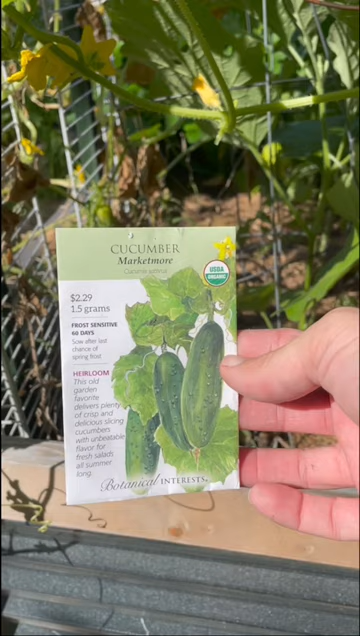 CUCUMBER
Marketmore
Cucumis sativus
USDA
ORGANIC
$2.29
1.5 grams
FROST SENSITIVE
60 DAYS
Sow after last
chance of
spring frost
HEIRLOOM
This old
garden
favorite
delivers plenty
of crisp and
delicious slicing
cucumbers
with unbeatable
flavor for
fresh salads
all summer
long.
Botanical INTERESTS®